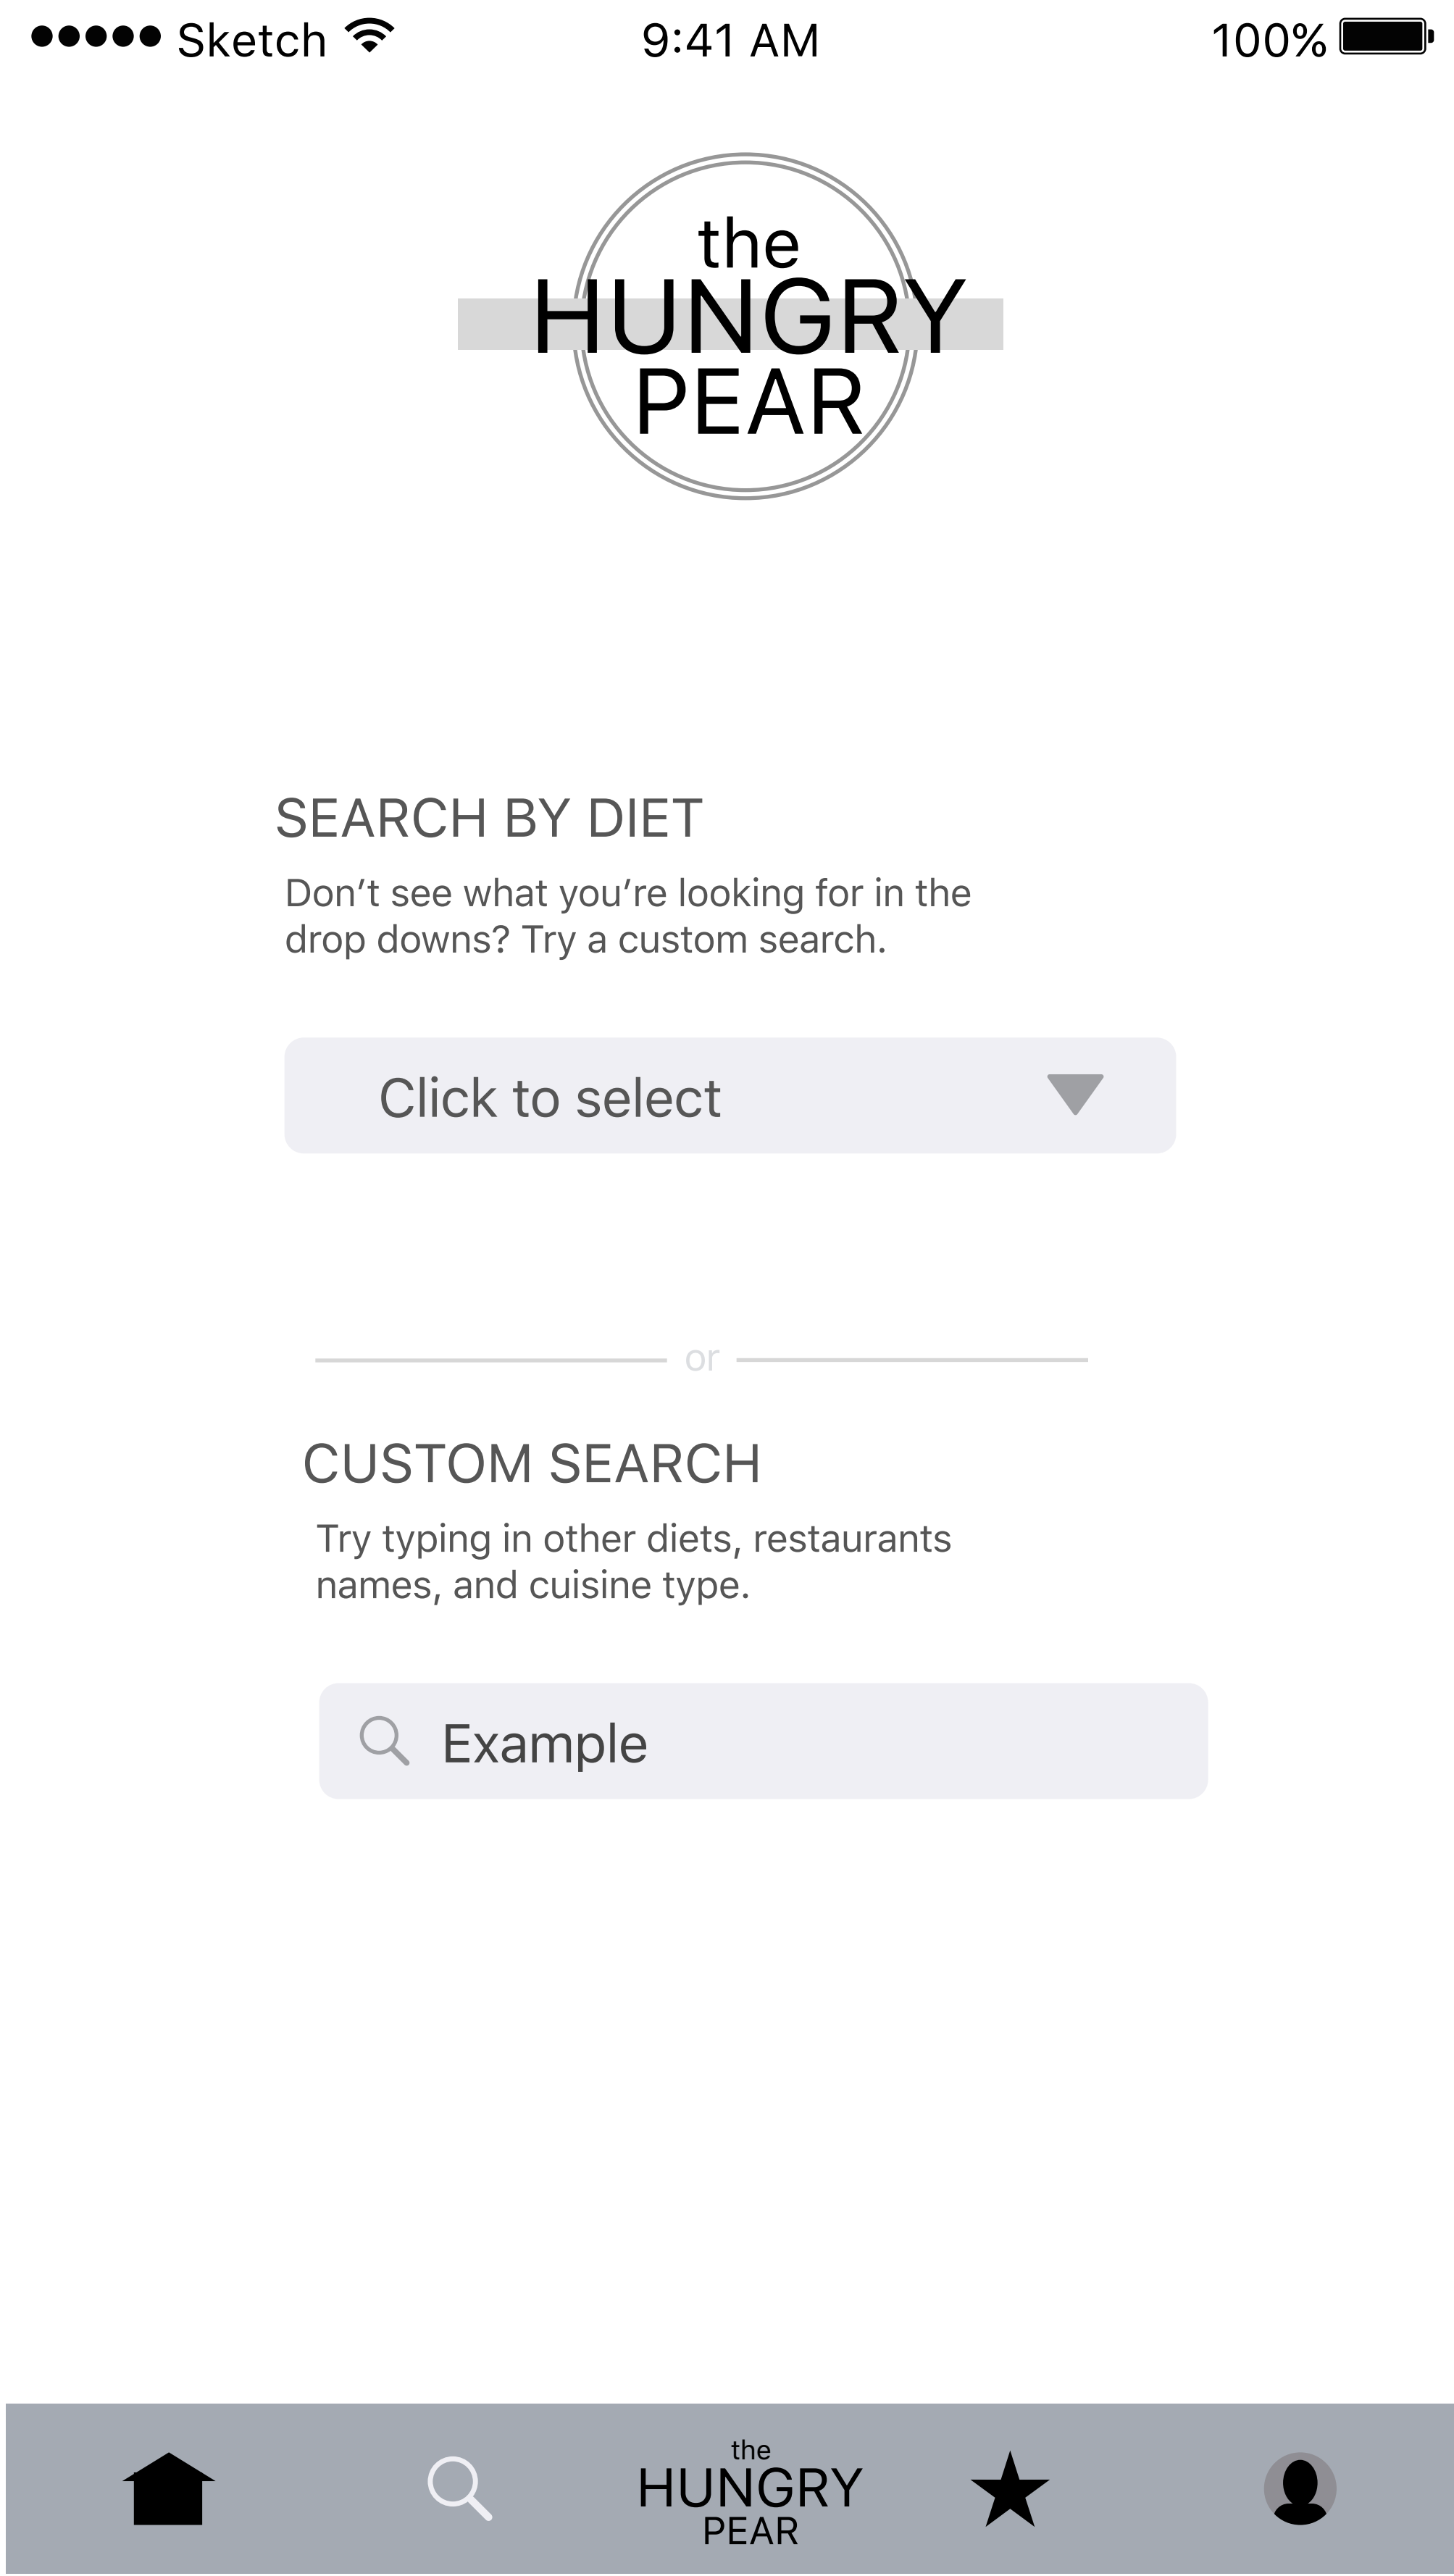 Sketch 9:41 AM 100%
the
HUNGRY
PEAR
SEARCH BY DIET
Don’t see what you’re looking for in the
drop downs? Try a custom search.
Click to select
or
CUSTOM SEARCH
Try typing in other diets, restaurants
names, and cuisine type.
Example
the
HUNGRY
PEAR